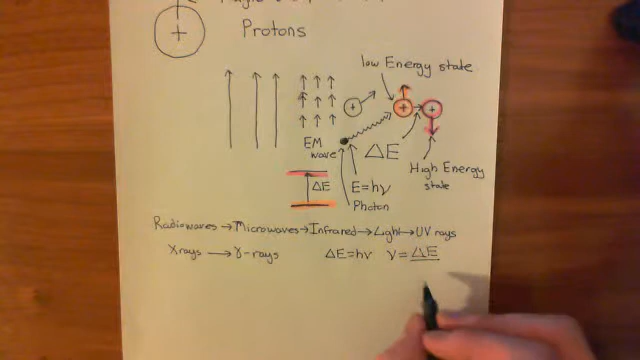 Protons
low Energy state
EM
wave
ΔE
ΔE
E=hν
High Energy
state
Photon
Radiowaves → Microwaves → Infrared → Light → UV rays
Xrays → γ-rays
ΔE=hν ν=ΔE